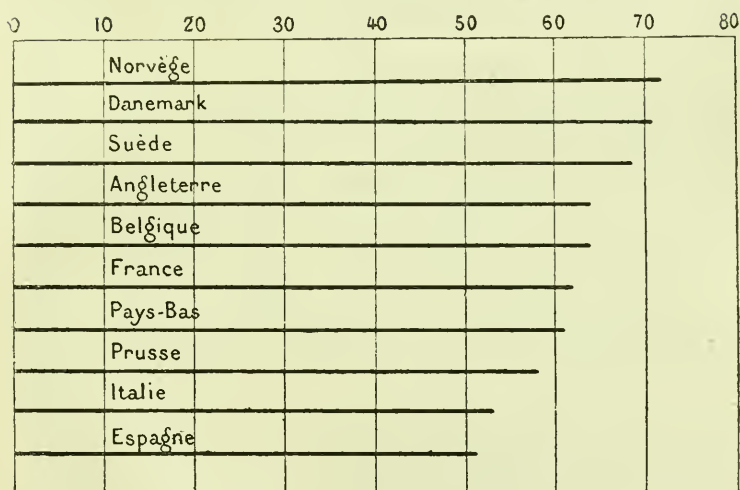 0 10 20 30 40 50 60 70 80
Norvège
Danemark
Suède
Angleterre
Belgique
France
Pays-Bas
Prusse
Italie
Espagne